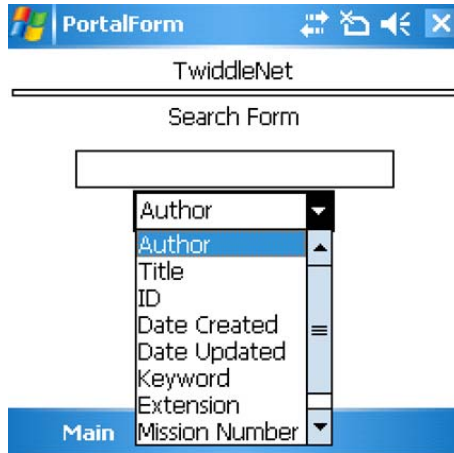 PortalForm
TwiddleNet
Search Form
Author
Author
Title
ID
Date Created
Date Updated
Keyword
Extension
Mission Number
Main